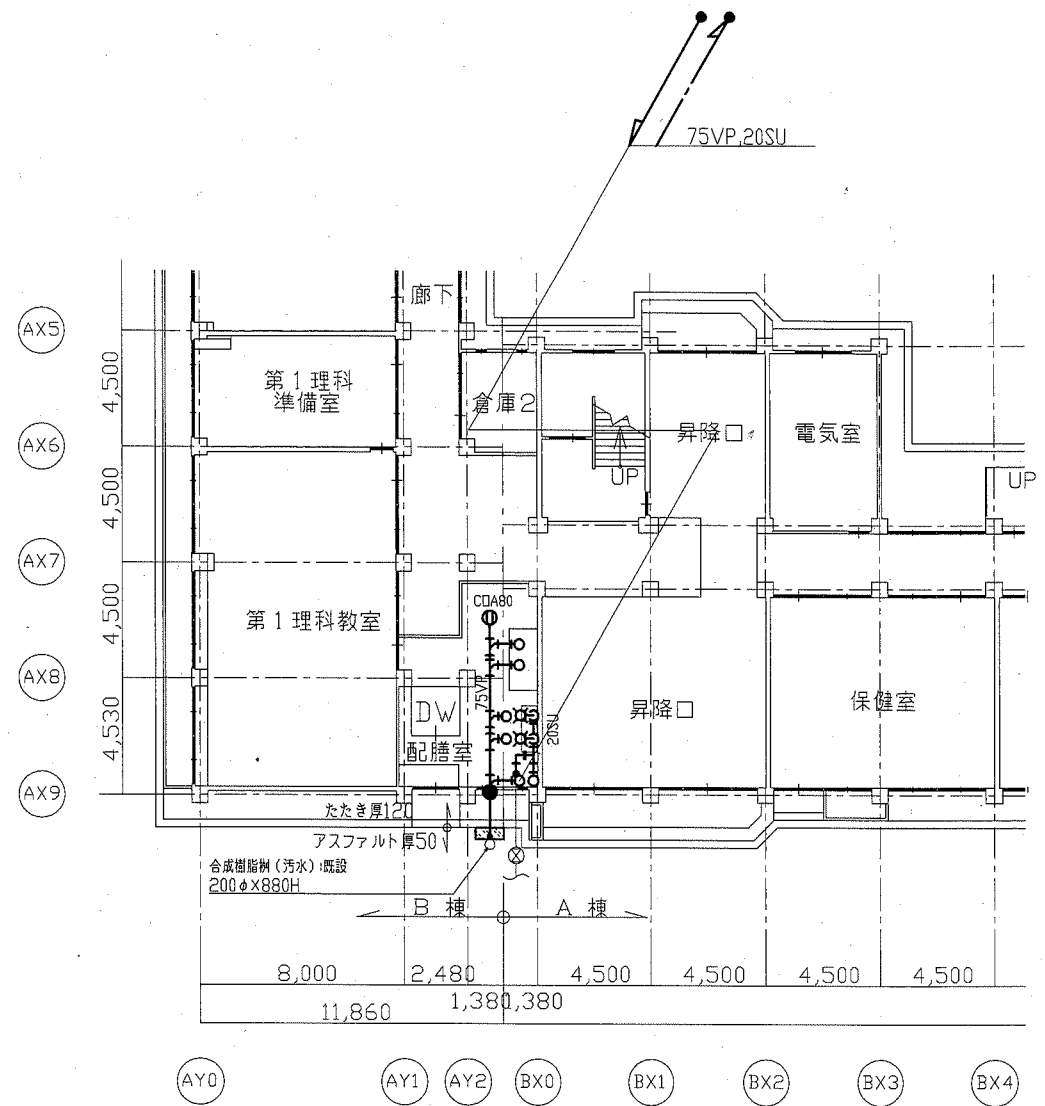 75VP,20SU
廊下
AX5
第1理科
準備室
4,500
倉庫2
昇降口
電気室
AX6
UP
UP
4,500
AX7
COA80
第1理科教室
4,500
AX8
75VP
DW
20SU
昇降口
保健室
配膳室
4,530
AX9
たたき厚120
アスファルト厚50
合成樹脂桝(汚水):既設
200φX880H
B 棟
A 棟
8,000
2,480
4,500
4,500
4,500
4,500
1,380
1,380
11,860
AY0
AY1
AY2
BX0
BX1
BX2
BX3
BX4